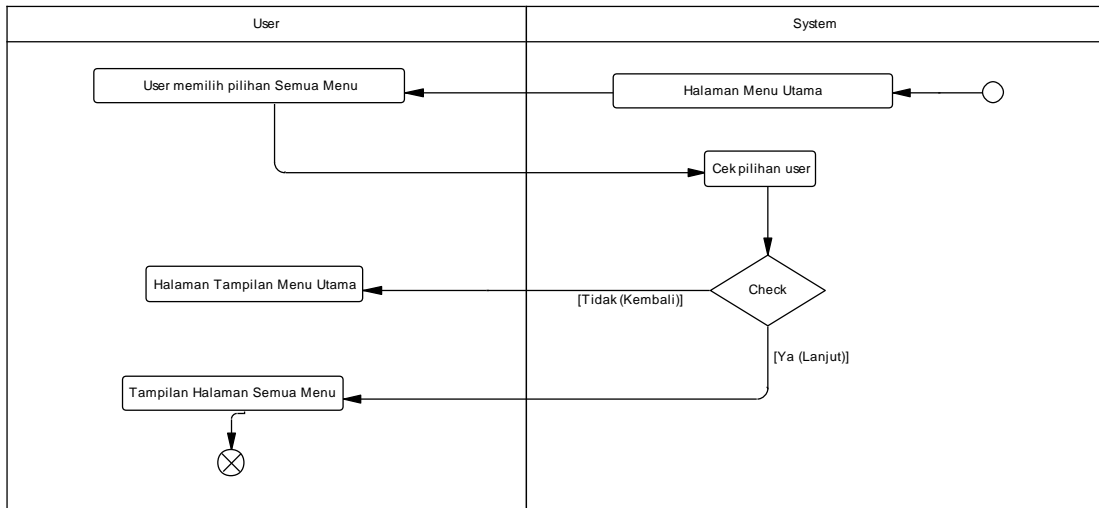 User
System
User memilih pilihan Semua Menu
Halaman Menu Utama
Cek pilihan user
Halaman Tampilan Menu Utama
Check
[Tidak (Kembali)]
[Ya (Lanjut)]
Tampilan Halaman Semua Menu